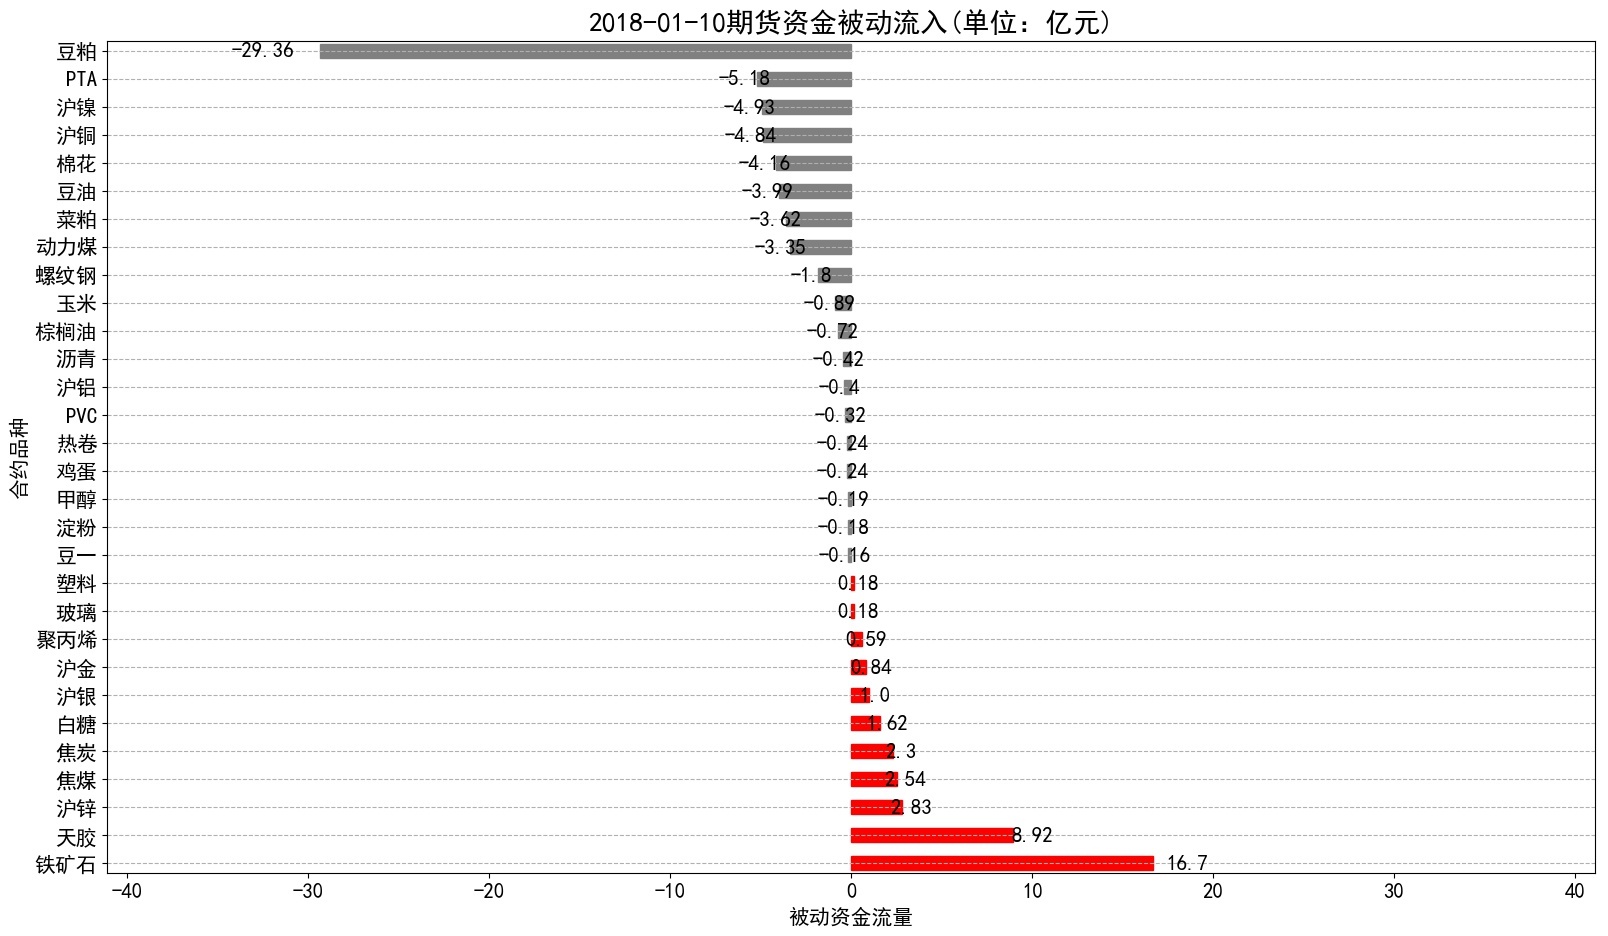 2018-01-10期货资金被动流入(单位：亿元)
豆粕 -29.36
PTA -5.18
沪镍 -4.93
沪铜 -4.84
棉花 -4.16
豆油 -3.99
菜粕 -3.62
动力煤 -3.35
螺纹钢 -1.8
玉米 -0.89
棕榈油 -0.72
沥青 -0.42
沪铝 -0.4
PVC -0.32
热卷 -0.24
鸡蛋 -0.24
甲醇 -0.19
淀粉 -0.18
豆一 -0.16
塑料 0.18
玻璃 0.18
聚丙烯 0.59
沪金 0.84
沪银 1.0
白糖 1.62
焦炭 2.3
焦煤 2.54
沪锌 2.83
天胶 8.92
铁矿石 16.7
合约品种
-40 -30 -20 -10 0 10 20 30 40
被动资金流量